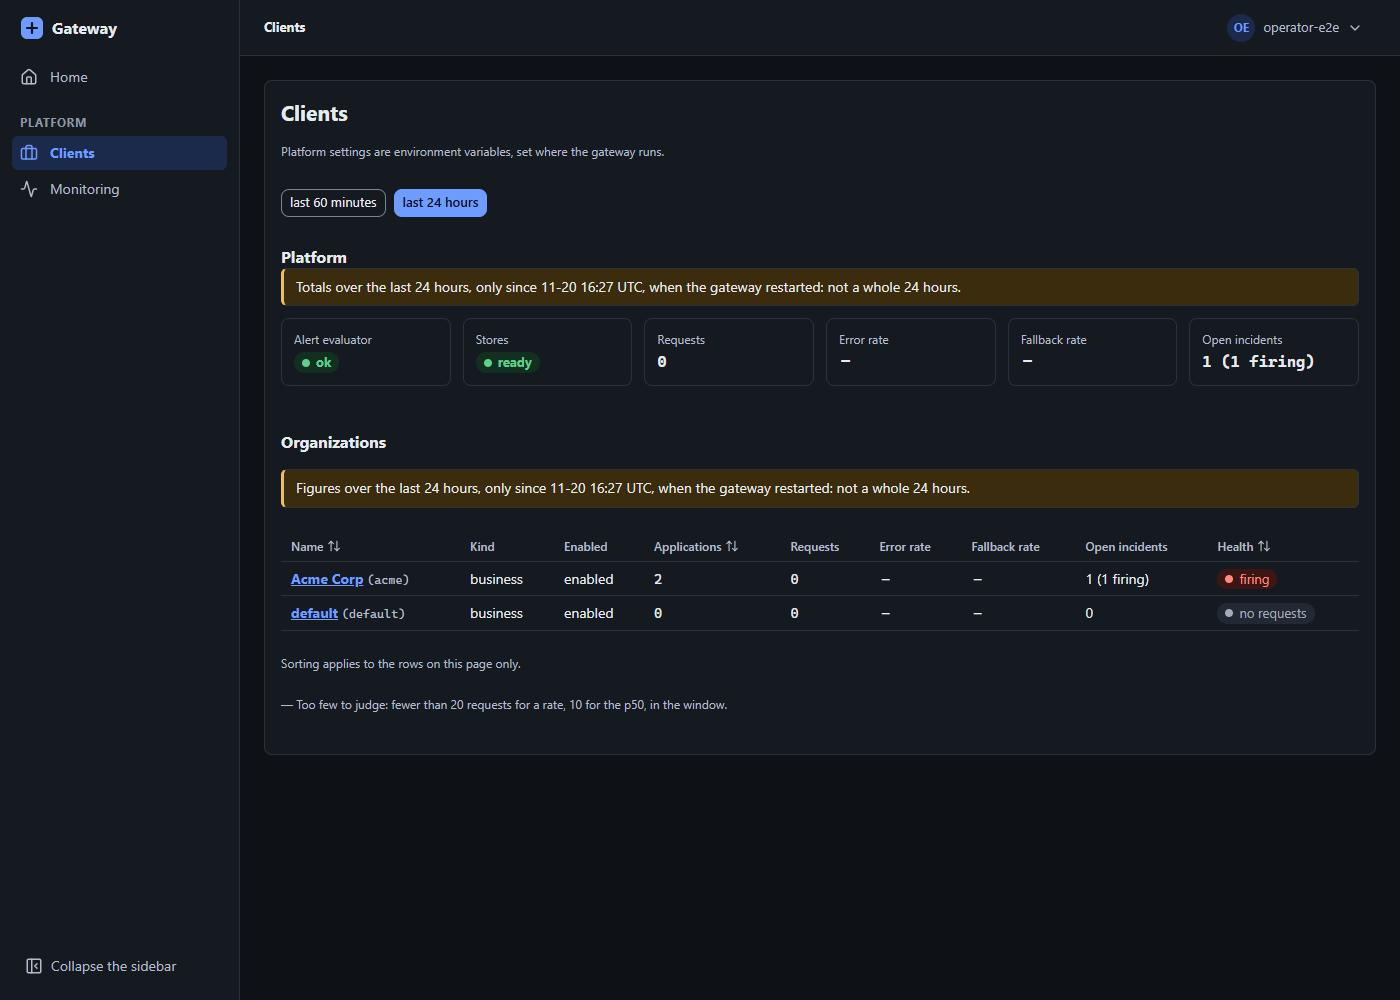 Gateway
Clients
OE operator-e2e
Home
PLATFORM
Clients
Monitoring
Clients
Platform settings are environment variables, set where the gateway runs.
last 60 minutes last 24 hours
Platform
Totals over the last 24 hours, only since 11-20 16:27 UTC, when the gateway restarted: not a whole 24 hours.
Alert evaluator Stores Requests Error rate Fallback rate Open incidents
ok ready 0 — — 1 (1 firing)
Organizations
Figures over the last 24 hours, only since 11-20 16:27 UTC, when the gateway restarted: not a whole 24 hours.
Name Kind Enabled Applications Requests Error rate Fallback rate Open incidents Health
Acme Corp (acme) business enabled 2 0 — — 1 (1 firing) firing
default (default) business enabled 0 0 — — 0 no requests
Sorting applies to the rows on this page only.
— Too few to judge: fewer than 20 requests for a rate, 10 for the p50, in the window.
Collapse the sidebar